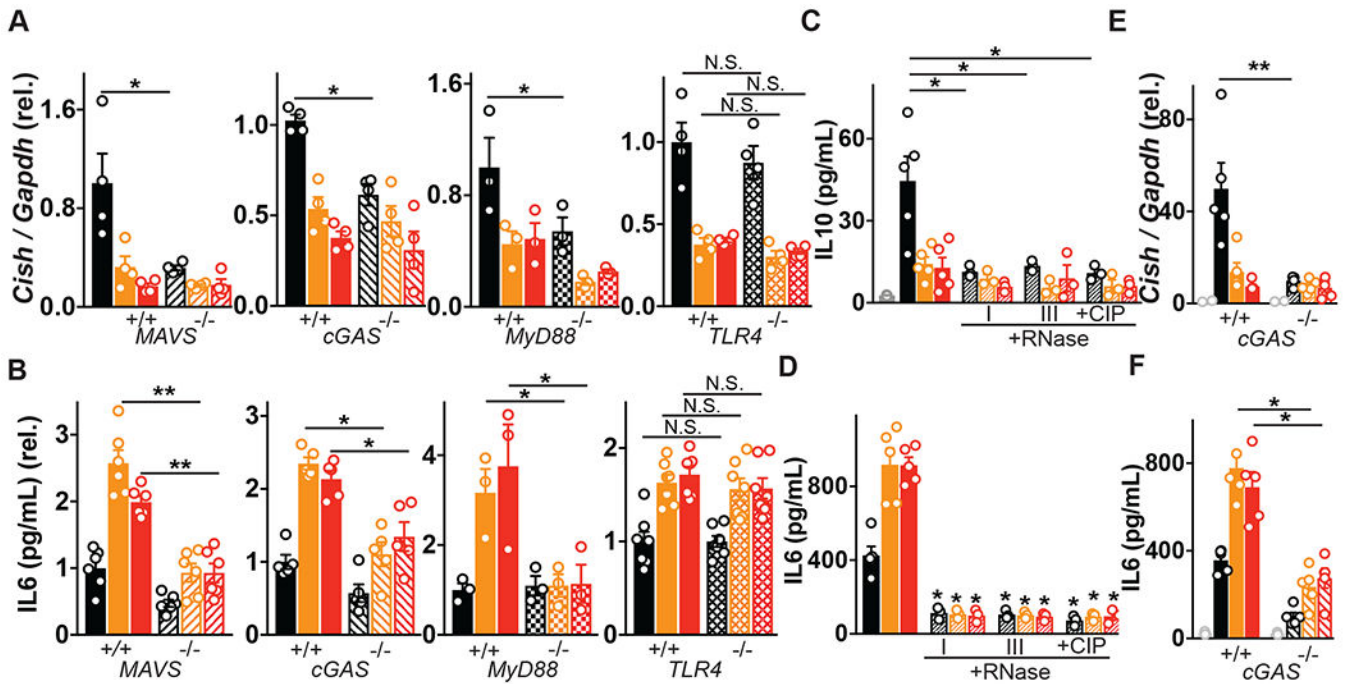 A
Cish / Gapdh (rel.)
1.6
0.8
0.0
*
+/+ -/-
MAVS
1.0
0.5
0.0
*
+/+ -/-
cGAS
1.6
0.8
0.0
*
+/+ -/-
MyD88
1.0
0.5
0.0
N.S.
N.S.
N.S.
+/+ -/-
TLR4
B
IL6 (pg/mL) (rel.)
3
2
1
0
**
**
+/+ -/-
MAVS
3
2
1
0
*
*
+/+ -/-
cGAS
4
2
0
*
*
+/+ -/-
MyD88
2
1
0
N.S.
N.S.
N.S.
+/+ -/-
TLR4
C
IL10 (pg/mL)
60
30
0
*
*
*
I III +CIP
+RNase
D
IL6 (pg/mL)
800
400
0
* * * * * * * * *
I III +CIP
+RNase
E
Cish / Gapdh (rel.)
80
40
0
**
+/+ -/-
cGAS
F
IL6 (pg/mL)
800
400
0
*
*
+/+ -/-
cGAS